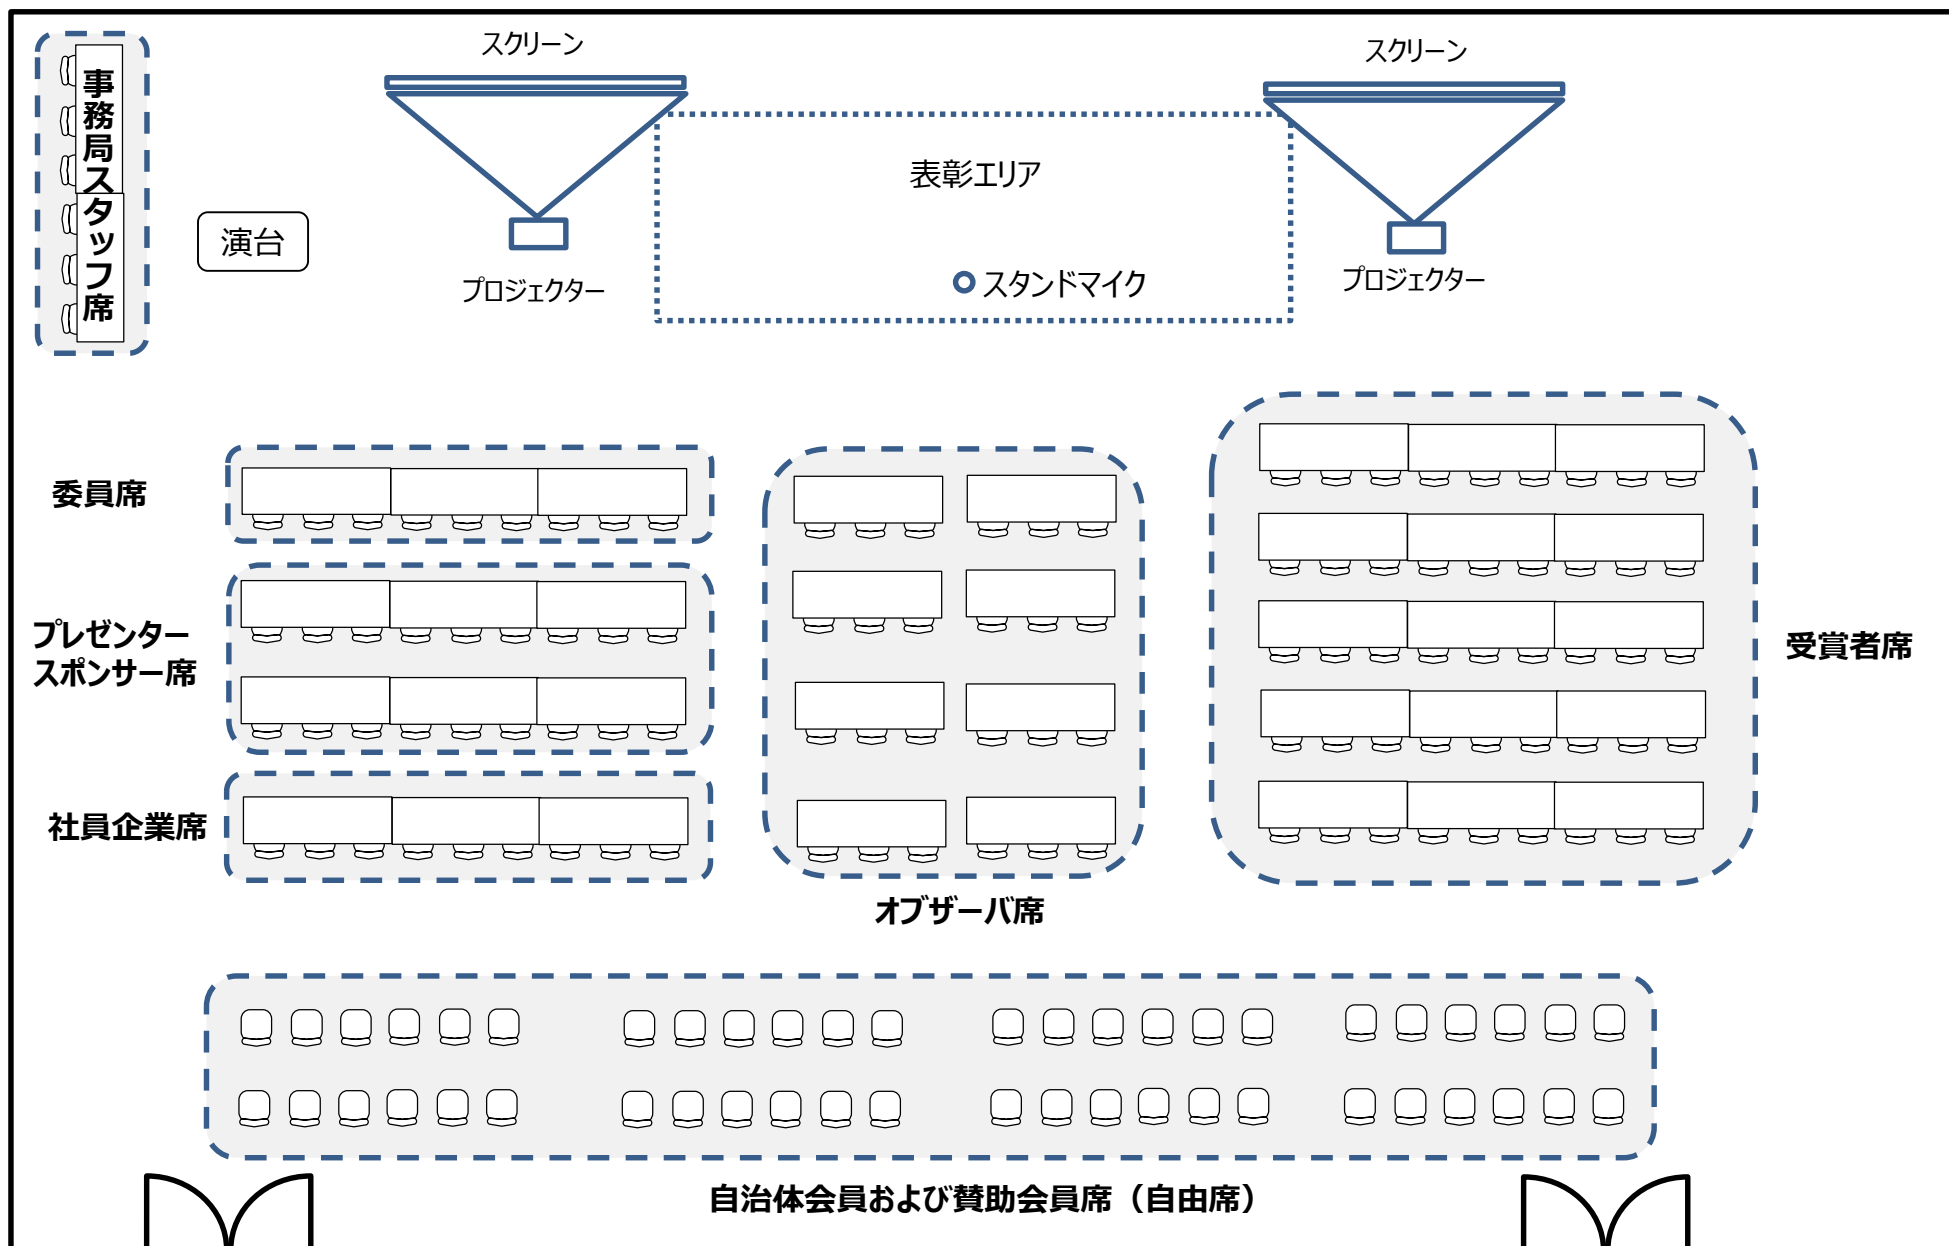 スクリーン
スクリーン
事務局スタッフ席
表彰エリア
演台
スタンドマイク
プロジェクター
プロジェクター
委員席
プレゼンター
スポンサー席
受賞者席
社員企業席
オブザーバ席
自治体会員および賛助会員席（自由席）